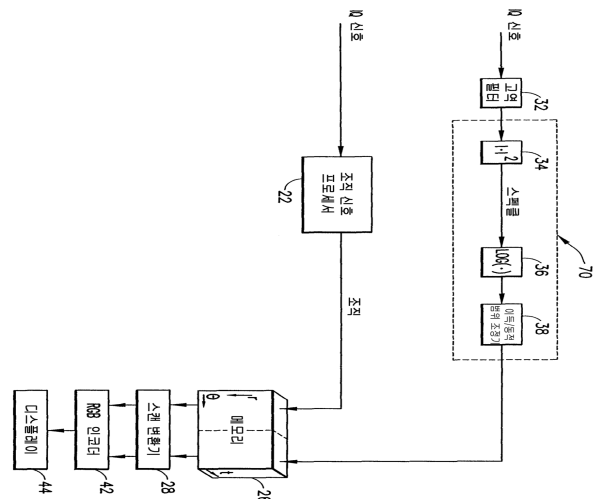 70
IQ 신호
고역
필터
32
|·|²
34
스펙클
LOG(·)
36
이득/동적
범위 조정기
38
IQ 신호
조직 신호
프로세서
22
조직
메모리
r
θ
t
26
스캔 변환기
28
RGB 인코더
42
디스플레이
44